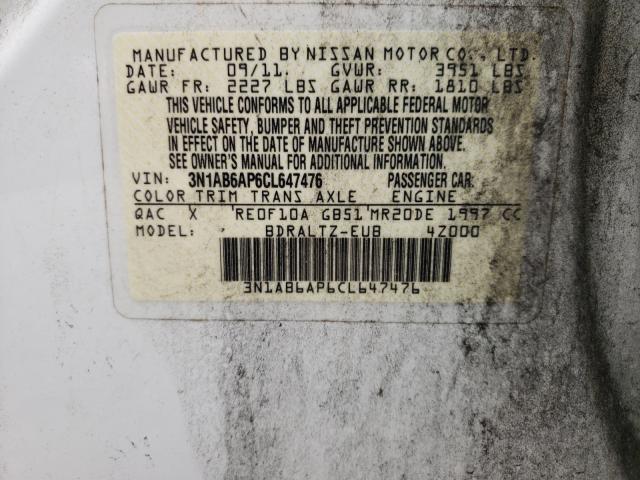 MANUFACTURED BY NISSAN MOTOR CO., LTD.
DATE: 09/11. GVWR: 3951 LBS
GAWR FR: 2227 LBS GAWR RR: 1810 LBS
THIS VEHICLE CONFORMS TO ALL APPLICABLE FEDERAL MOTOR
VEHICLE SAFETY, BUMPER AND THEFT PREVENTION STANDARDS
IN EFFECT ON THE DATE OF MANUFACTURE SHOWN ABOVE.
SEE OWNER'S MANUAL FOR ADDITIONAL INFORMATION.
VIN: 3N1AB6AP6CL647476 PASSENGER CAR:
COLOR TRIM TRANS AXLE ENGINE
QAC X RE0F10A GB51 MR20DE 1997 CC
MODEL: BDRALTZ-EUB 4Z000
3N1AB6AP6CL647476